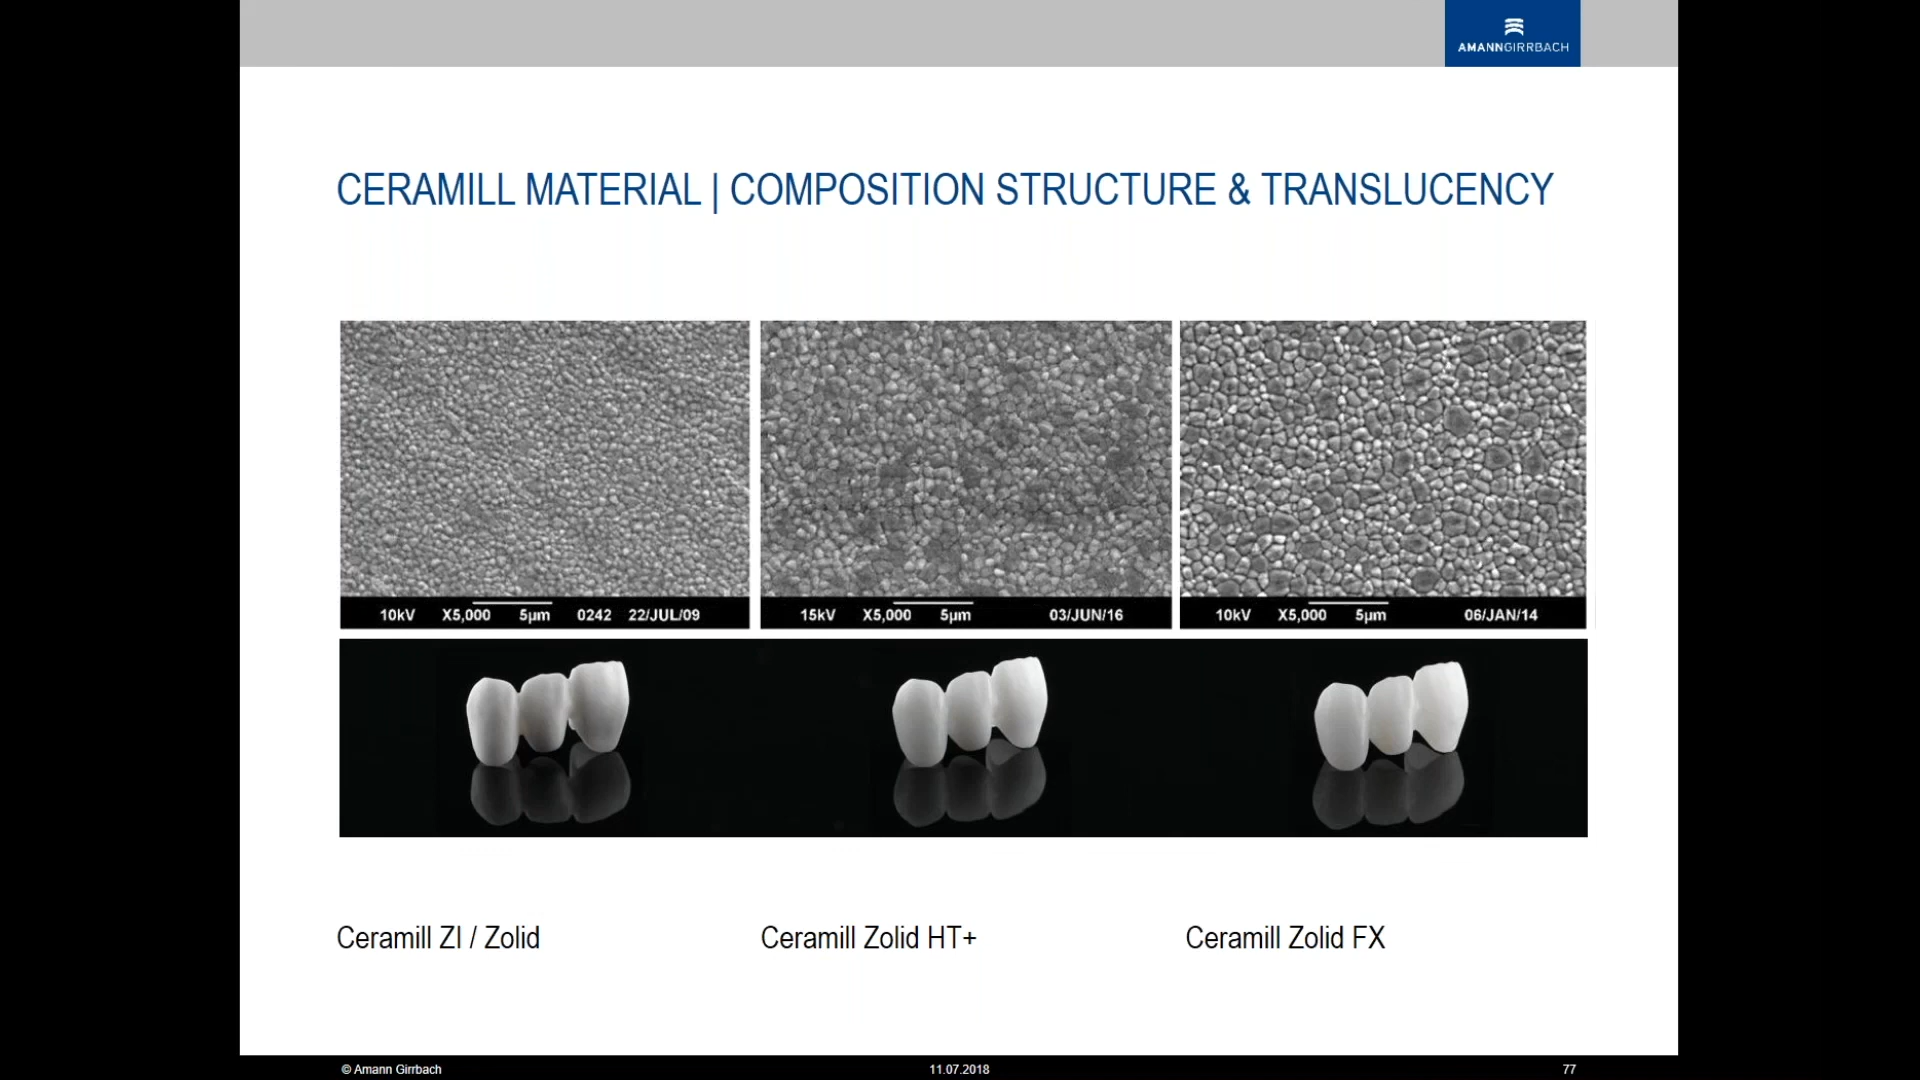 AMANNGIRRBACH
CERAMILL MATERIAL | COMPOSITION STRUCTURE & TRANSLUCENCY
10kV X5,000 5µm 0242 22/JUL/09
15kV X5,000 5µm 03/JUN/16
10kV X5,000 5µm 06/JAN/14
Ceramill ZI / Zolid
Ceramill Zolid HT+
Ceramill Zolid FX
© Amann Girrbach
11.07.2018
77